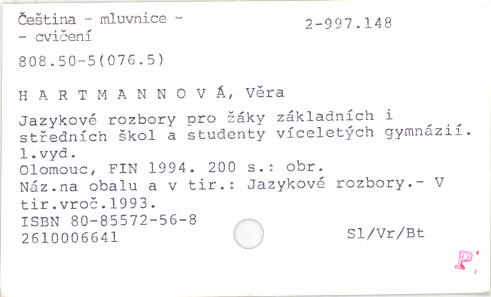 Čeština - mluvnice -
- cvičení
2-997.148
808.50-5(076.5)
H A R T M A N N O V Á, Věra
Jazykové rozbory pro žáky základních i
středních škol a studenty víceletých gymnázií.
1.vyd.
Olomouc, FIN 1994. 200 s.: obr.
Náz.na obalu a v tir.: Jazykové rozbory.- V
tir.vroč.1993.
ISBN 80-85572-56-8
2610006641
Sl/Vr/Bt
P